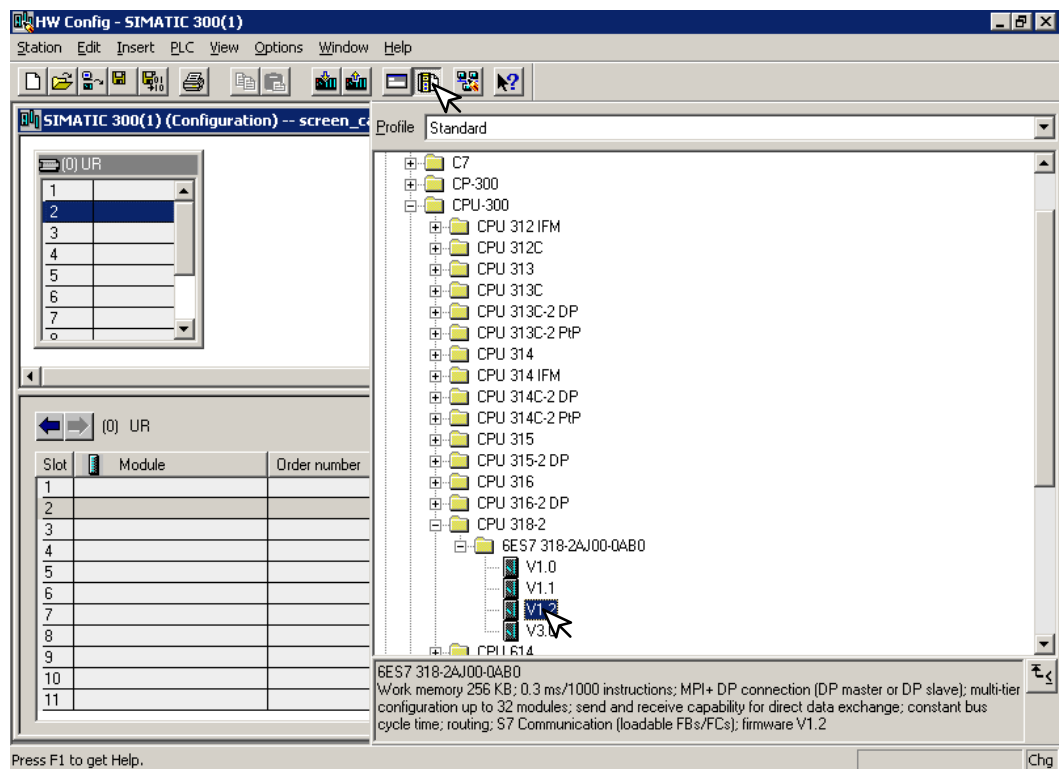 HW Config - SIMATIC 300(1)
Station Edit Insert PLC View Options Window Help
SIMATIC 300(1) (Configuration) -- screen_ca
(0) UR
1
2
3
4
5
6
7
Profile Standard
C7
CP-300
CPU-300
CPU 312 IFM
CPU 312C
CPU 313
CPU 313C
CPU 313C-2 DP
CPU 313C-2 PtP
CPU 314
CPU 314 IFM
CPU 314C-2 DP
CPU 314C-2 PtP
CPU 315
CPU 315-2 DP
CPU 316
CPU 316-2 DP
CPU 318-2
6ES7 318-2AJ00-0AB0
V1.0
V1.1
V1.2
V3.0
CPU 614
(0) UR
Slot Module Order number
1
2
3
4
5
6
7
8
9
10
11
6ES7 318-2AJ00-0AB0
Work memory 256 KB; 0.3 ms/1000 instructions; MPI+ DP connection (DP master or DP slave); multi-tier
configuration up to 32 modules; send and receive capability for direct data exchange; constant bus
cycle time; routing; S7 Communication (loadable FBs/FCs); firmware V1.2
Press F1 to get Help.
Chg